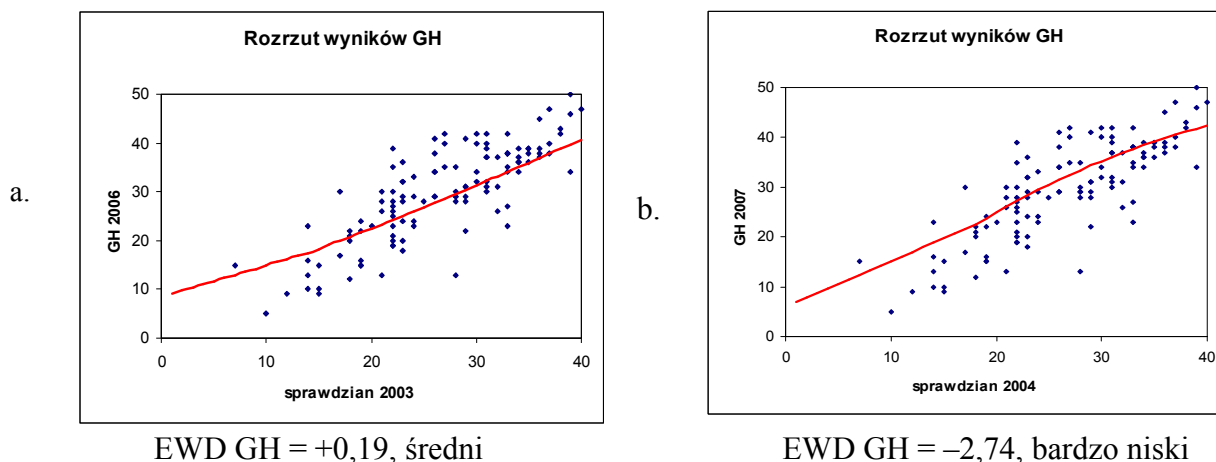 a.
Rozrzut wyników GH
GH 2006
50
40
30
20
10
0
0 10 20 30 40
sprawdzian 2003
EWD GH = +0,19, średni
b.
Rozrzut wyników GH
GH 2007
50
40
30
20
10
0
0 10 20 30 40
sprawdzian 2004
EWD GH = –2,74, bardzo niski